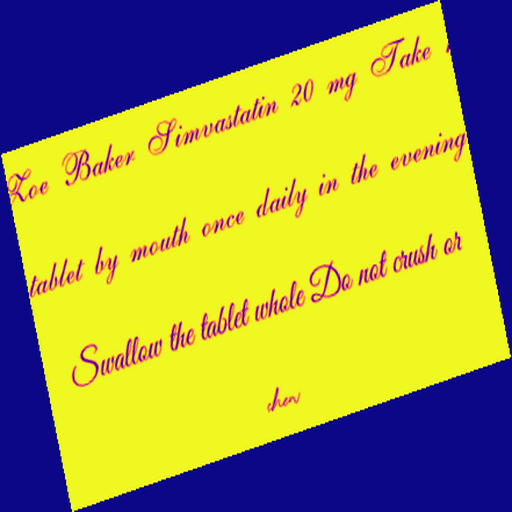 Zoe Baker Simvastatin 20 mg Take
tablet by mouth once daily in the evening
Swallow the tablet whole Do not crush or
chew